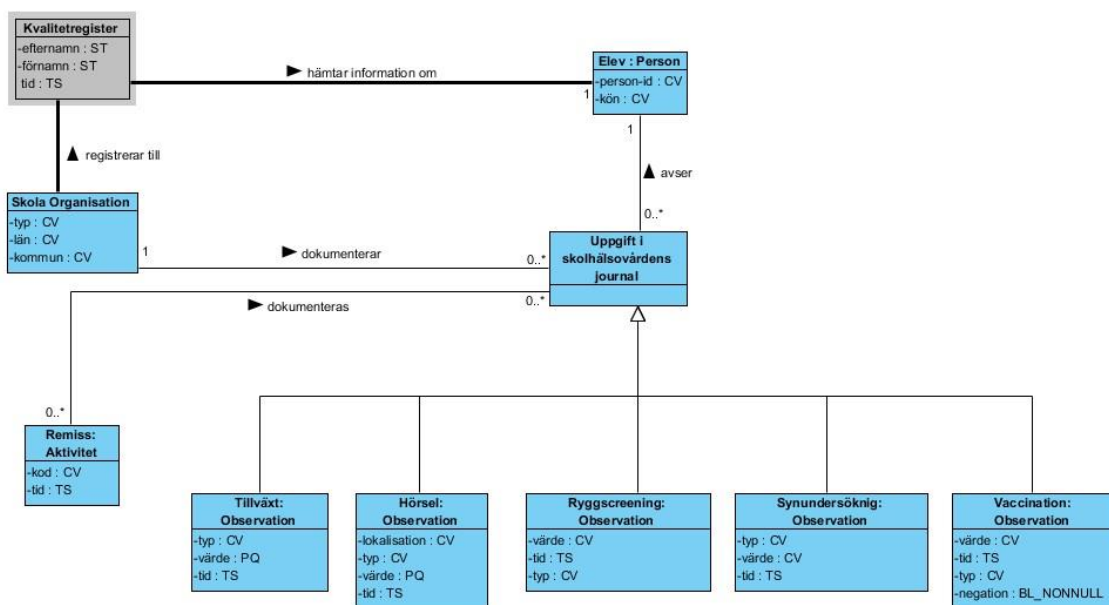 Kvalitetregister
-efternamn : ST
-förnamn : ST
tid : TS
hämtar information om
1
Elev : Person
-person-id : CV
-kön : CV
1
avser
0..*
registrerar till
Skola Organisation
-typ : CV
-län : CV
-kommun : CV
1
dokumenterar
0..*
Uppgift i
skolhälsovårdens
journal
0..*
dokumenteras
0..*
Remiss:
Aktivitet
-kod : CV
-tid : TS
Tillväxt:
Observation
-typ : CV
-värde : PQ
-tid : TS
Hörsel:
Observation
-lokalisation : CV
-typ : CV
-värde : PQ
-tid : TS
Ryggscreening:
Observation
-värde : CV
-tid : TS
-typ : CV
Synundersöknig:
Observation
-typ : CV
-värde : CV
-tid : TS
Vaccination:
Observation
-värde : CV
-tid : TS
-typ : CV
-negation : BL_NONNULL